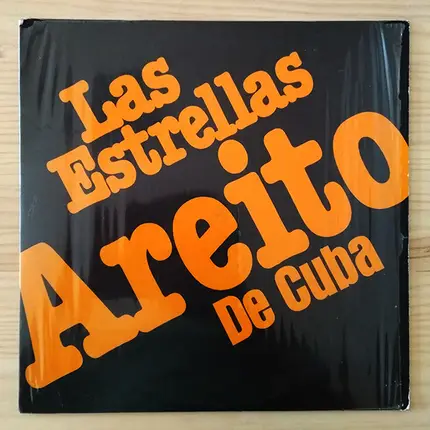 Las
Estrellas
Areito
De Cuba